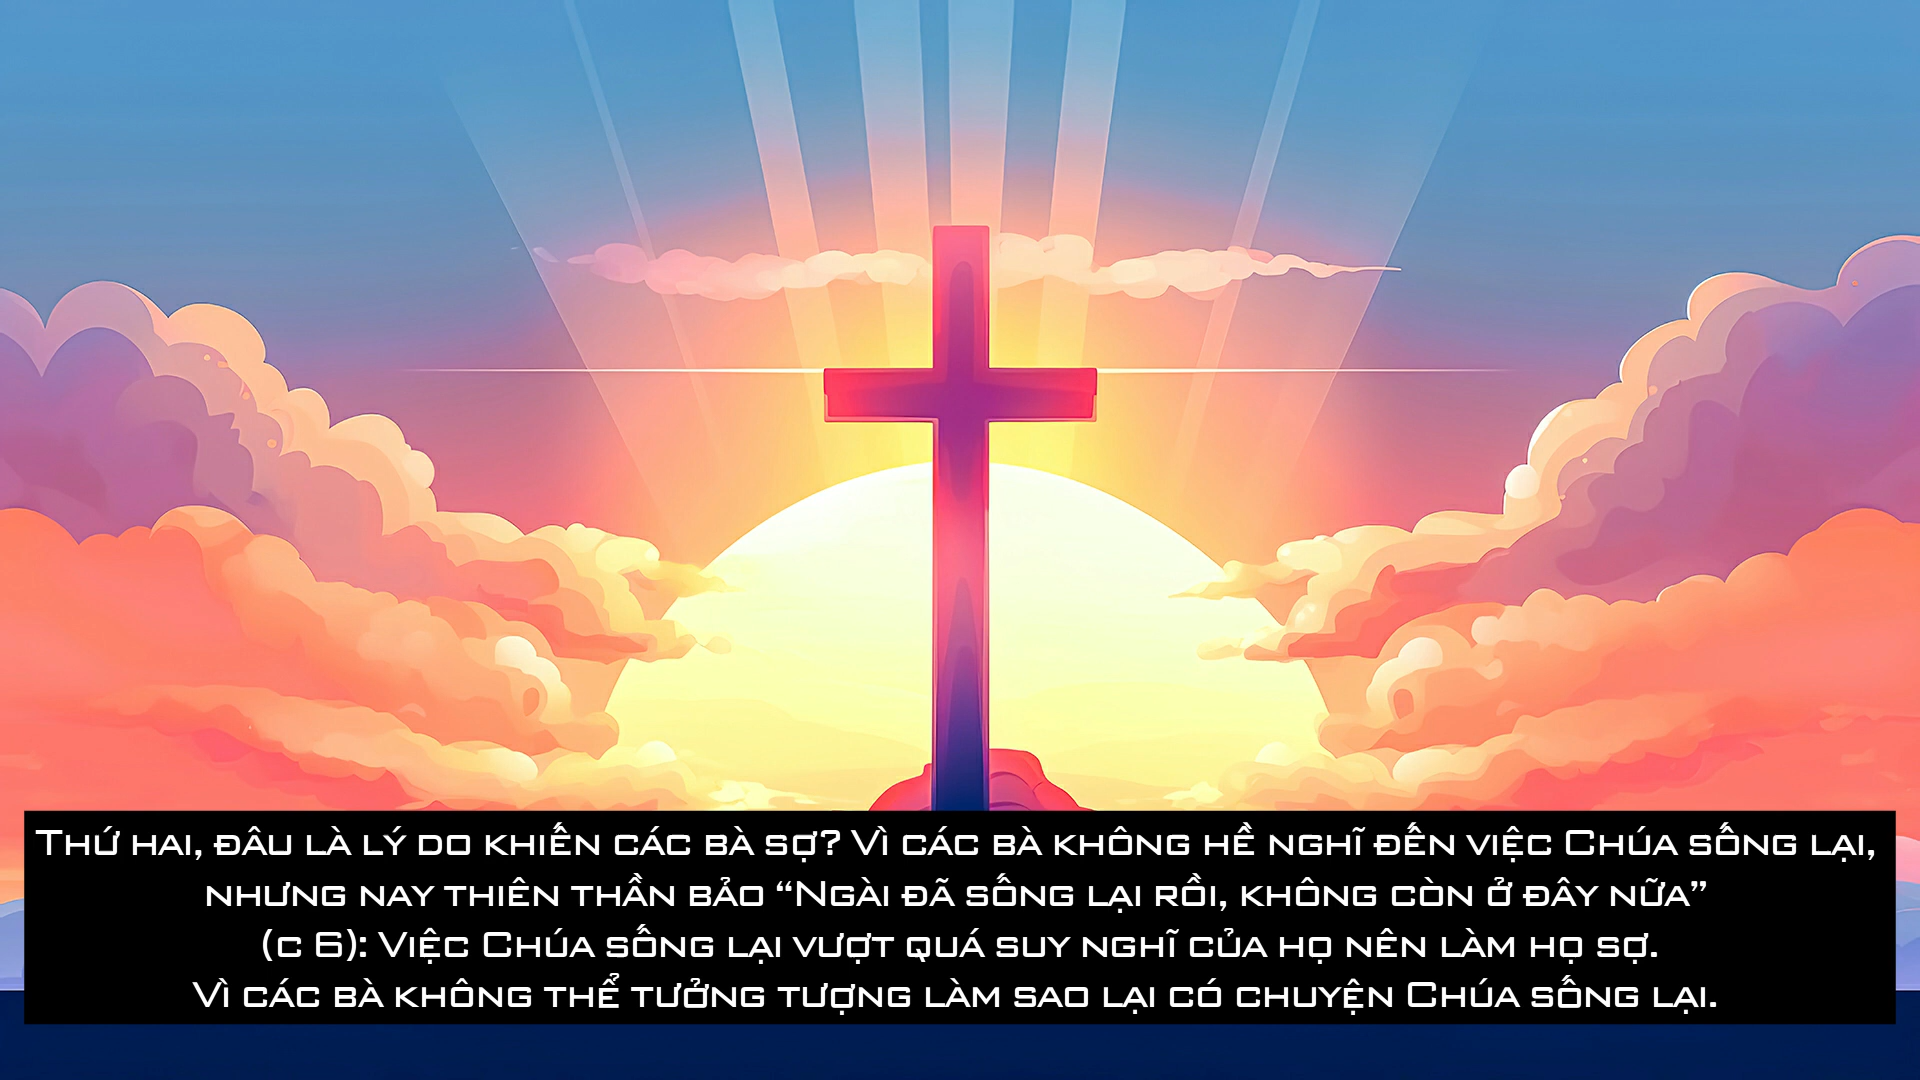 Thứ hai, đâu là lý do khiến các bà sợ? Vì các bà không hề nghĩ đến việc Chúa sống lại,
nhưng nay thiên thần bảo “Ngài đã sống lại rồi, không còn ở đây nữa”
(c 6): Việc Chúa sống lại vượt quá suy nghĩ của họ nên làm họ sợ.
Vì các bà không thể tưởng tượng làm sao lại có chuyện Chúa sống lại.